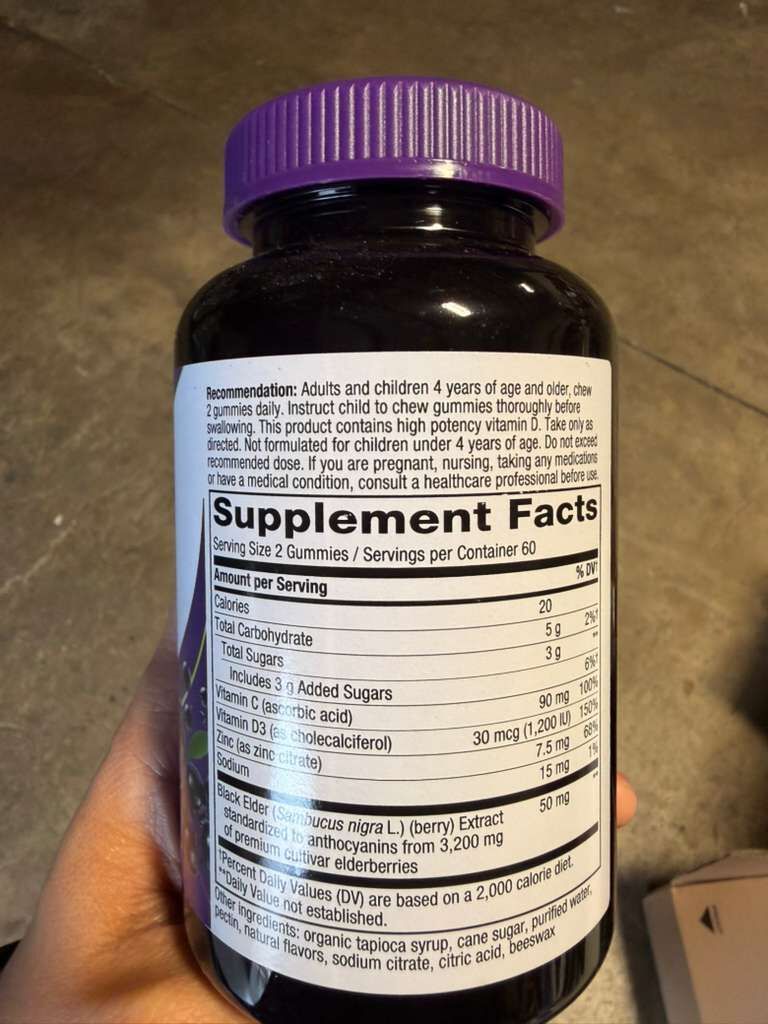 Recommendation: Adults and children 4 years of age and older, chew
2 gummies daily. Instruct child to chew gummies thoroughly before
swallowing. This product contains high potency vitamin D. Take only as
directed. Not formulated for children under 4 years of age. Do not exceed
recommended dose. If you are pregnant, nursing, taking any medications
or have a medical condition, consult a healthcare professional before use.
Supplement Facts
Serving Size 2 Gummies / Servings per Container 60
Amount per Serving % DV†
Calories 20
Total Carbohydrate 5 g 2%†
Total Sugars 3 g **
Includes 3 g Added Sugars 6%†
Vitamin C (ascorbic acid) 90 mg 100%
Vitamin D3 (as cholecalciferol) 30 mcg (1,200 IU) 150%
Zinc (as zinc citrate) 7.5 mg 68%
Sodium 15 mg 1%
Black Elder (Sambucus nigra L.) (berry) Extract 50 mg **
standardized to anthocyanins from 3,200 mg
of premium cultivar elderberries
†Percent Daily Values (DV) are based on a 2,000 calorie diet.
**Daily Value not established.
Other ingredients: organic tapioca syrup, cane sugar, purified water,
pectin, natural flavors, sodium citrate, citric acid, beeswax